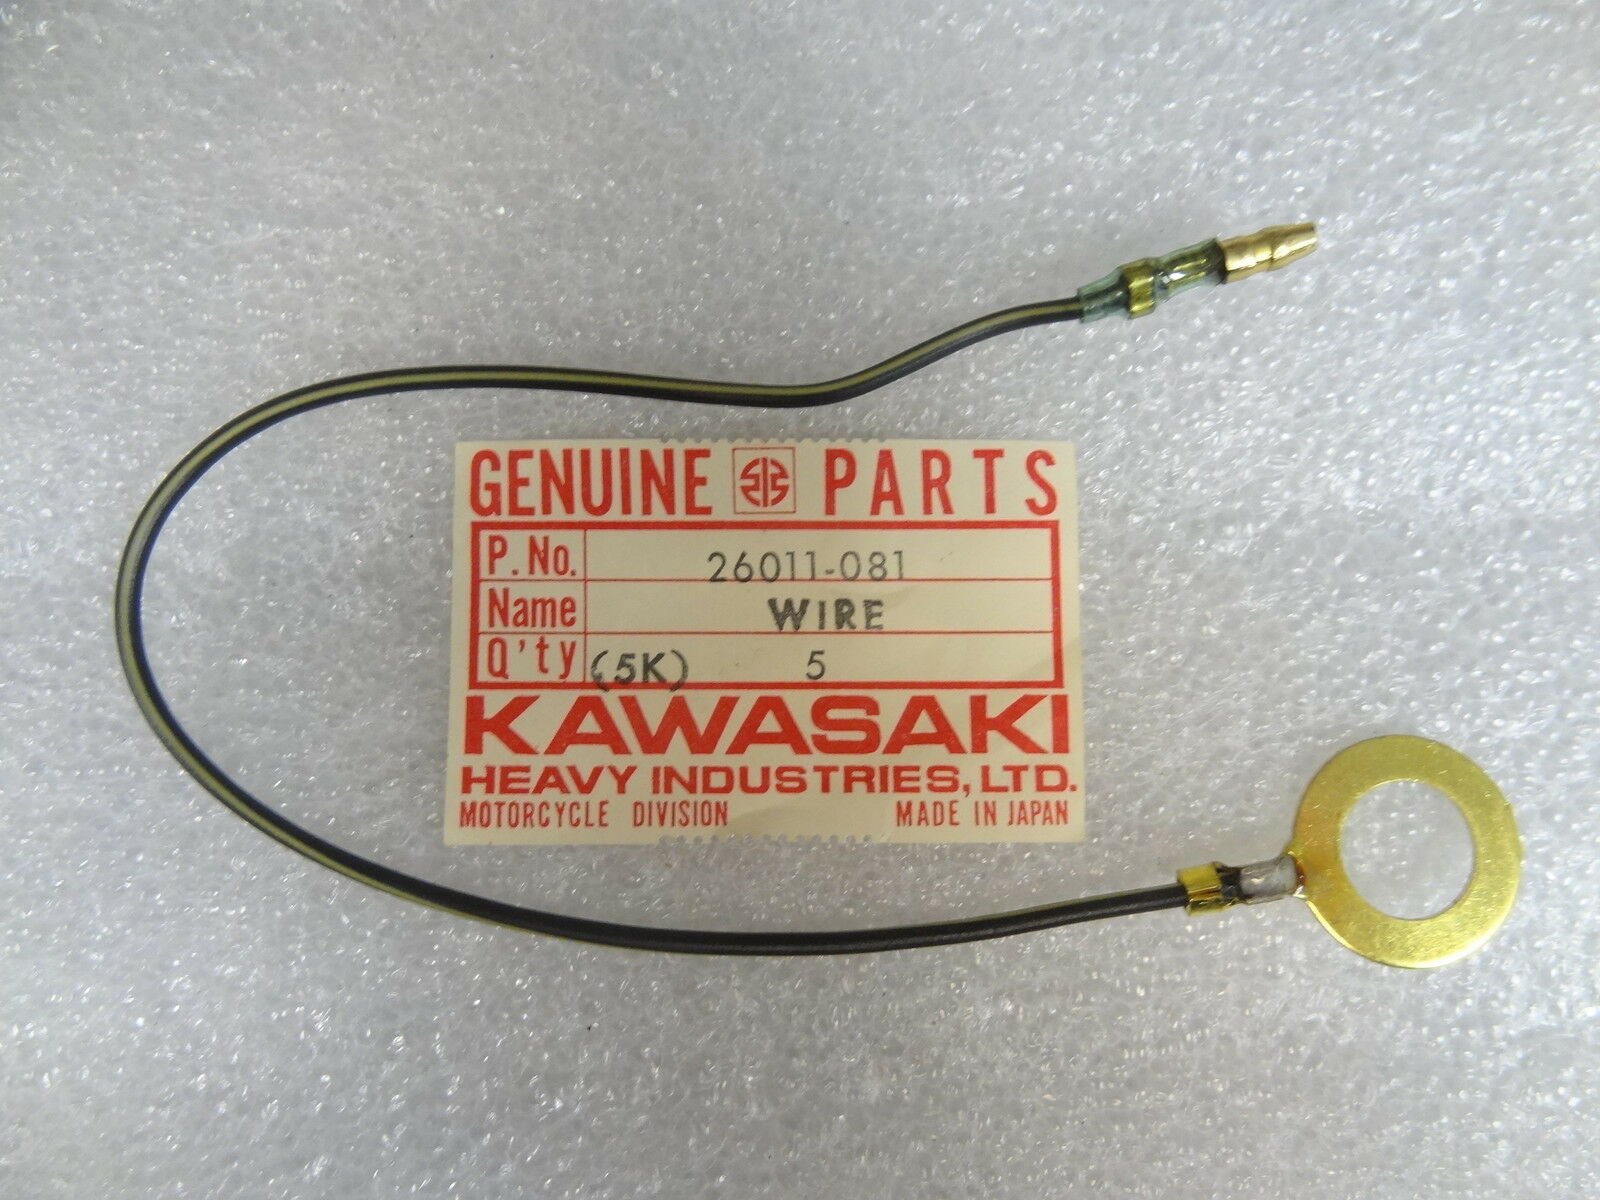 GENUINE PARTS
P. No. 26011-081
Name WIRE
Q'ty (5K) 5
KAWASAKI
HEAVY INDUSTRIES, LTD.
MOTORCYCLE DIVISION MADE IN JAPAN